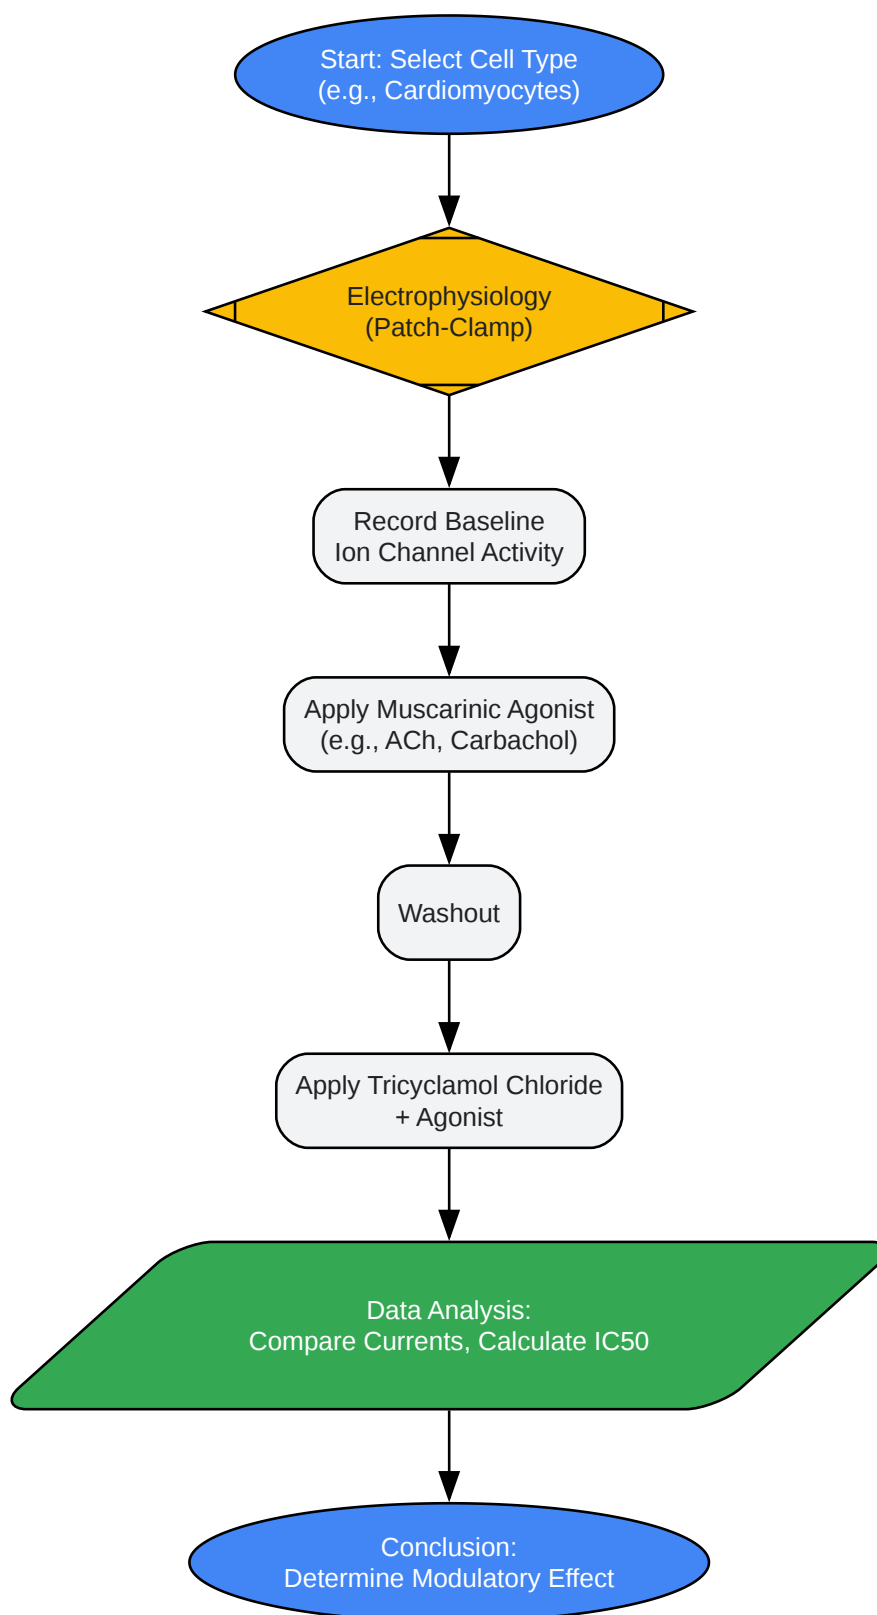 Start: Select Cell Type
(e.g., Cardiomyocytes)
Electrophysiology
(Patch-Clamp)
Record Baseline
Ion Channel Activity
Apply Muscarinic Agonist
(e.g., ACh, Carbachol)
Washout
Apply Tricyclamol Chloride
+ Agonist
Data Analysis:
Compare Currents, Calculate IC50
Conclusion:
Determine Modulatory Effect